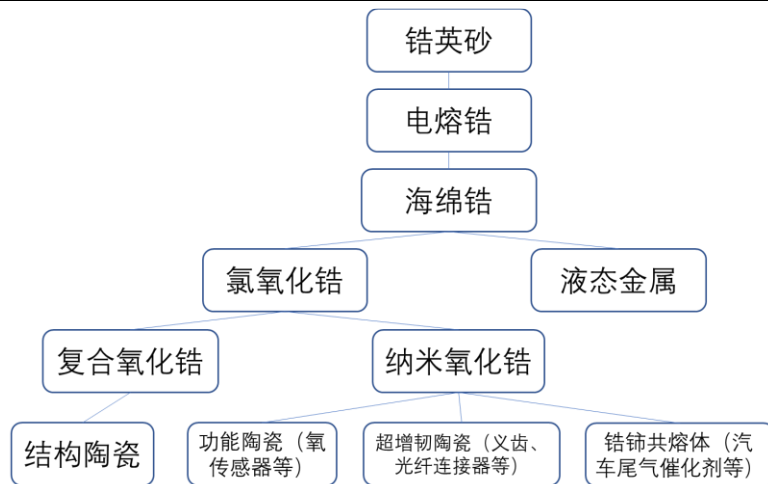 锆英砂
电熔锆
海绵锆
氯氧化锆
液态金属
复合氧化锆
纳米氧化锆
结构陶瓷
功能陶瓷（氧
传感器等）
超增韧陶瓷（义齿、
光纤连接器等）
锆铈共熔体（汽
车尾气催化剂等）